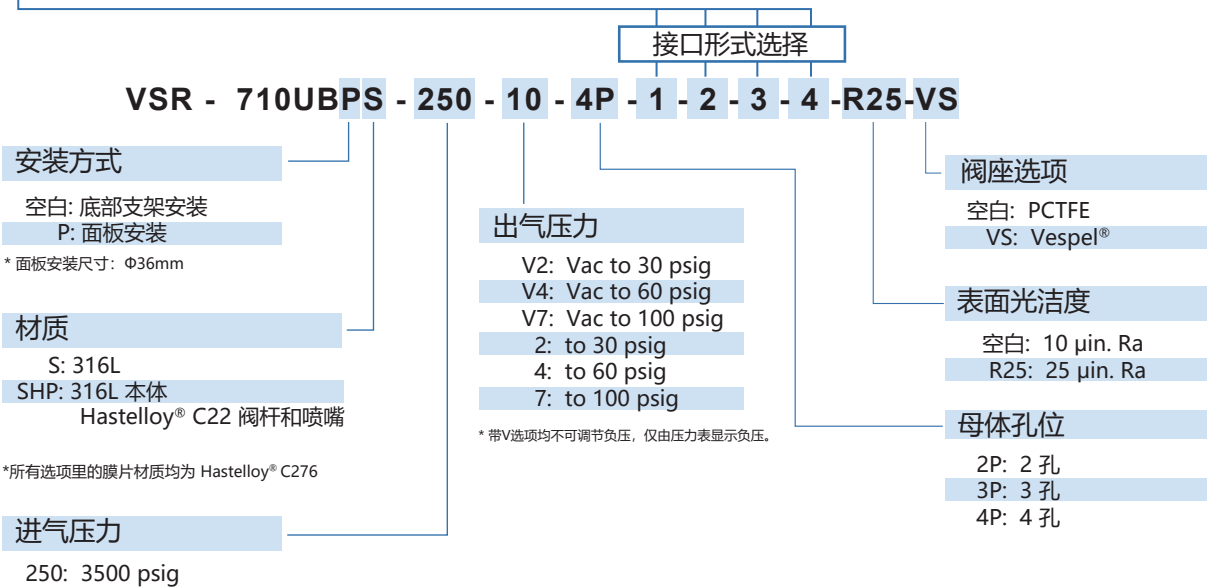 接口形式选择
VSR - 710UBPS - 250 - 10 - 4P - 1 - 2 - 3 - 4 -R25-VS
安装方式
空白: 底部支架安装
P: 面板安装
* 面板安装尺寸：Φ36mm
材质
S: 316L
SHP: 316L 本体
Hastelloy® C22 阀杆和喷嘴
*所有选项里的膜片材质均为 Hastelloy® C276
进气压力
250: 3500 psig
出气压力
V2: Vac to 30 psig
V4: Vac to 60 psig
V7: Vac to 100 psig
2: to 30 psig
4: to 60 psig
7: to 100 psig
* 带V选项均不可调节负压，仅由压力表显示负压。
阀座选项
空白: PCTFE
VS: Vespel®
表面光洁度
空白: 10 μin. Ra
R25: 25 μin. Ra
母体孔位
2P: 2 孔
3P: 3 孔
4P: 4 孔